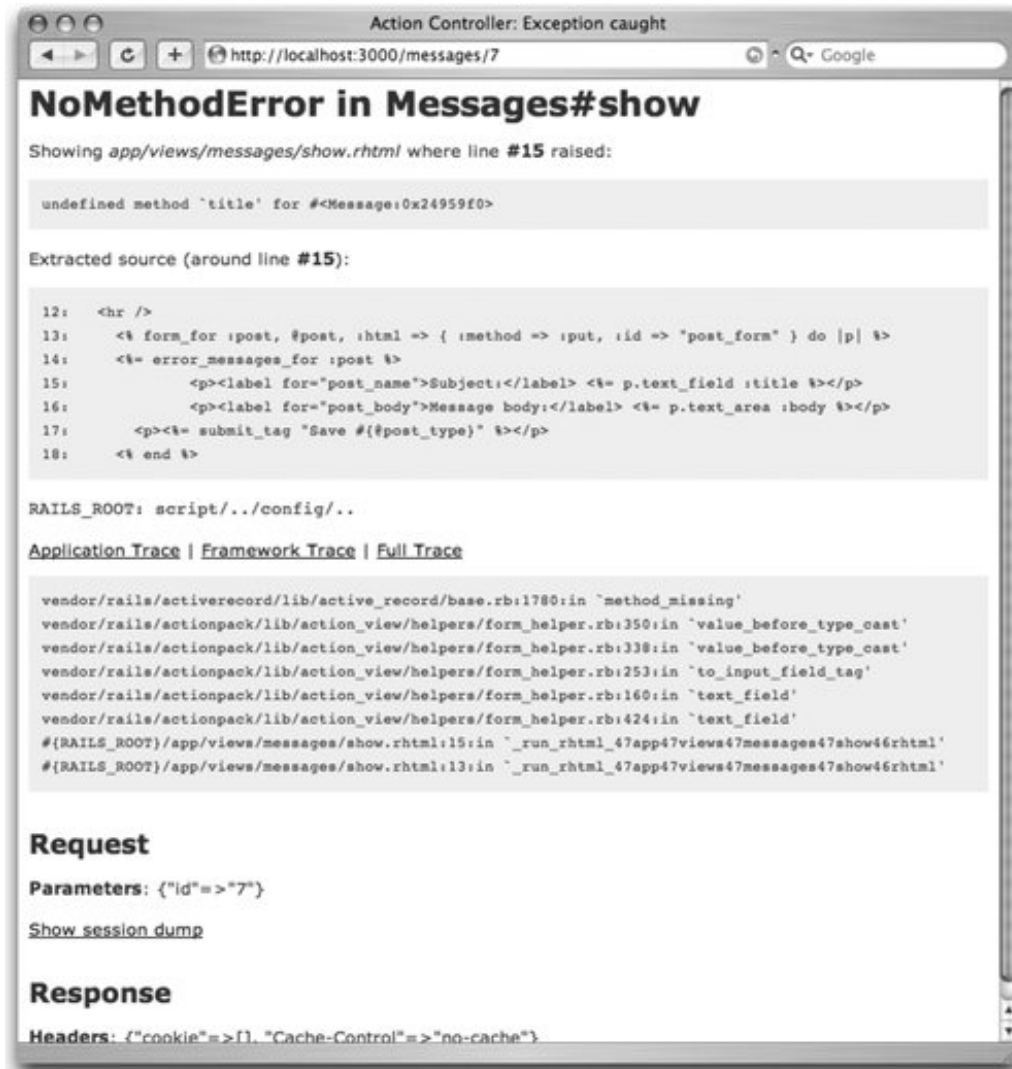 Action Controller: Exception caught
http://localhost:3000/messages/7
Google
NoMethodError in Messages#show
Showing app/views/messages/show.rhtml where line #15 raised:
undefined method `title' for #<Message:0x24959f0>
Extracted source (around line #15):
12:    <hr />
13:      <% form_for :post, @post, :html => { :method => :put, :id => "post_form" } do |p| %>
14:      <%= error_messages_for :post %>
15:            <p><label for="post_name">Subject:</label> <%= p.text_field :title %></p>
16:            <p><label for="post_body">Message body:</label> <%= p.text_area :body %></p>
17:        <p><%= submit_tag "Save #{@post_type}" %></p>
18:      <% end %>
RAILS_ROOT: script/../config/..
Application Trace | Framework Trace | Full Trace
vendor/rails/activerecord/lib/active_record/base.rb:1780:in `method_missing'
vendor/rails/actionpack/lib/action_view/helpers/form_helper.rb:350:in `value_before_type_cast'
vendor/rails/actionpack/lib/action_view/helpers/form_helper.rb:338:in `value_before_type_cast'
vendor/rails/actionpack/lib/action_view/helpers/form_helper.rb:253:in `to_input_field_tag'
vendor/rails/actionpack/lib/action_view/helpers/form_helper.rb:160:in `text_field'
vendor/rails/actionpack/lib/action_view/helpers/form_helper.rb:424:in `text_field'
#{RAILS_ROOT}/app/views/messages/show.rhtml:15:in `_run_rhtml_47app47views47messages47show46rhtml'
#{RAILS_ROOT}/app/views/messages/show.rhtml:13:in `_run_rhtml_47app47views47messages47show46rhtml'
Request
Parameters: {"id"=>"7"}
Show session dump
Response
Headers: {"cookie"=>[], "Cache-Control"=>"no-cache"}